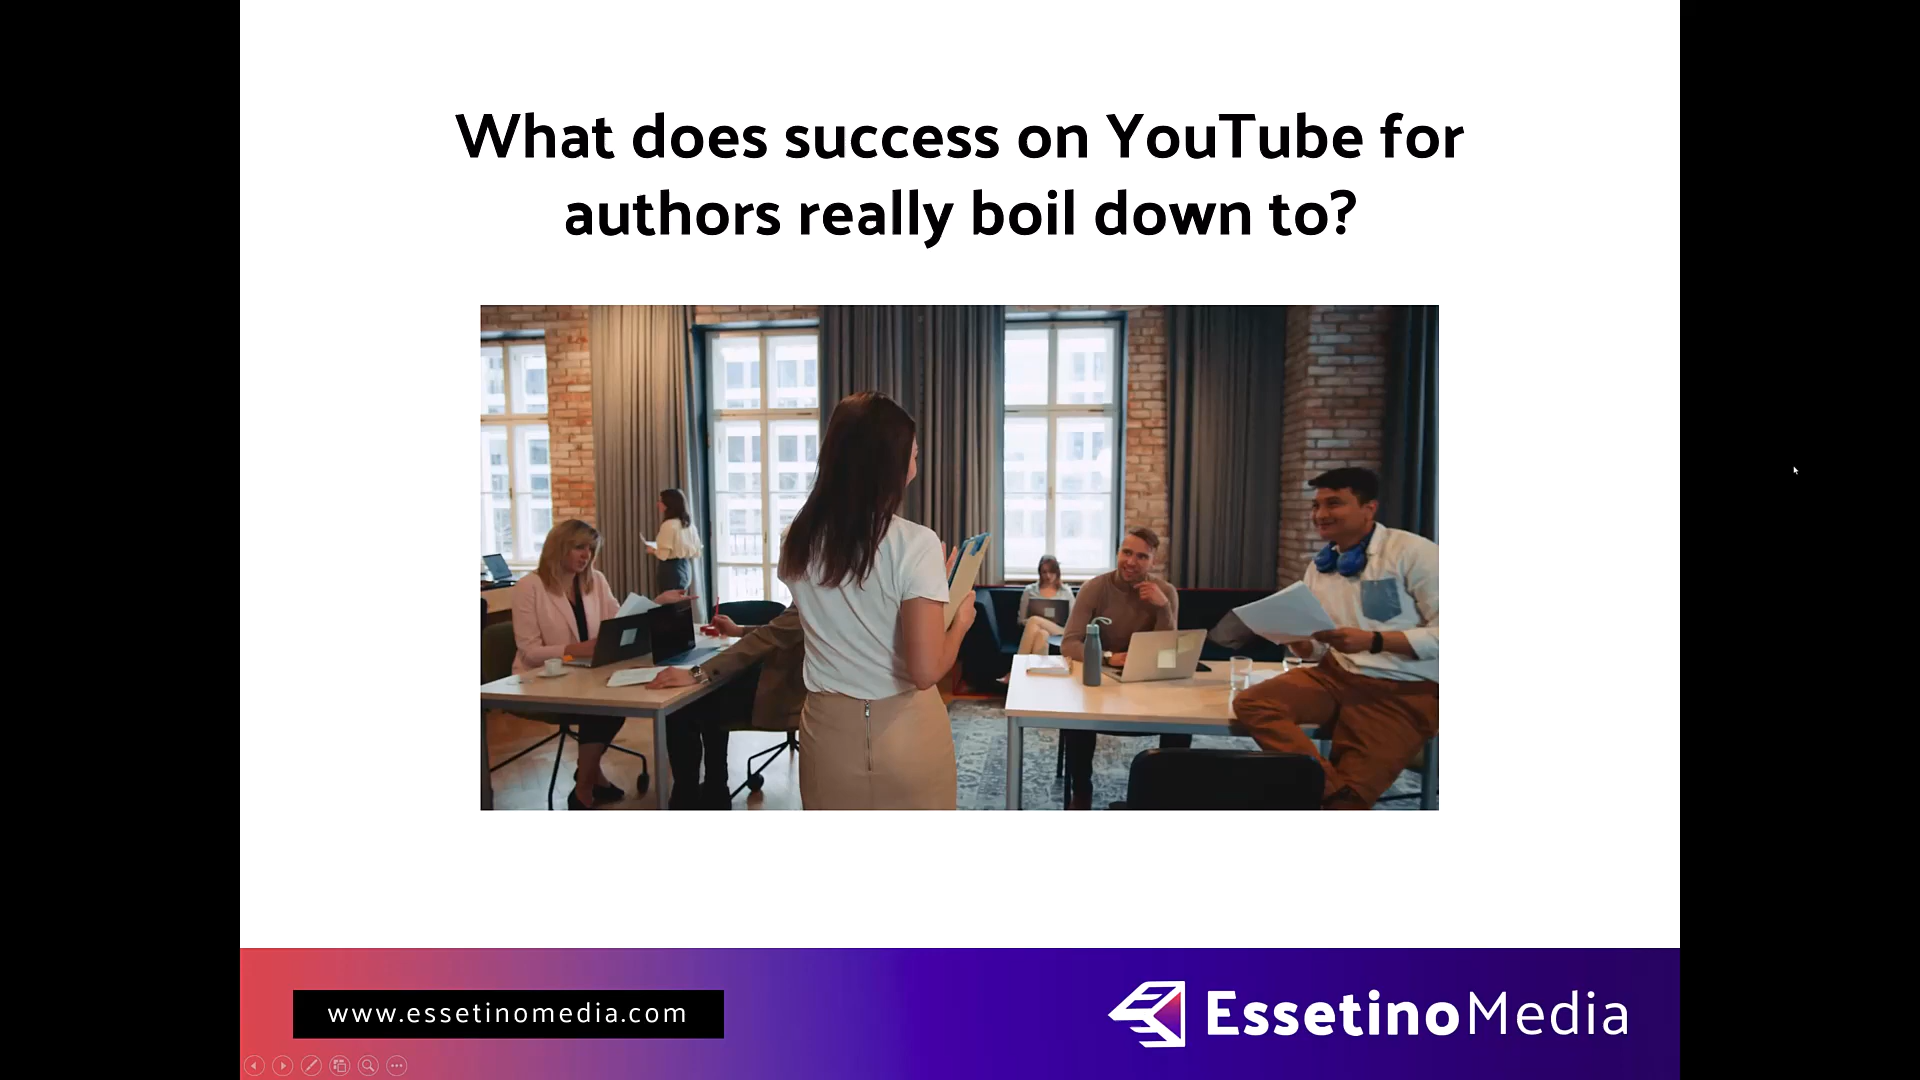 What does success on YouTube for
authors really boil down to?
www.essetinomedia.com
EssetinoMedia